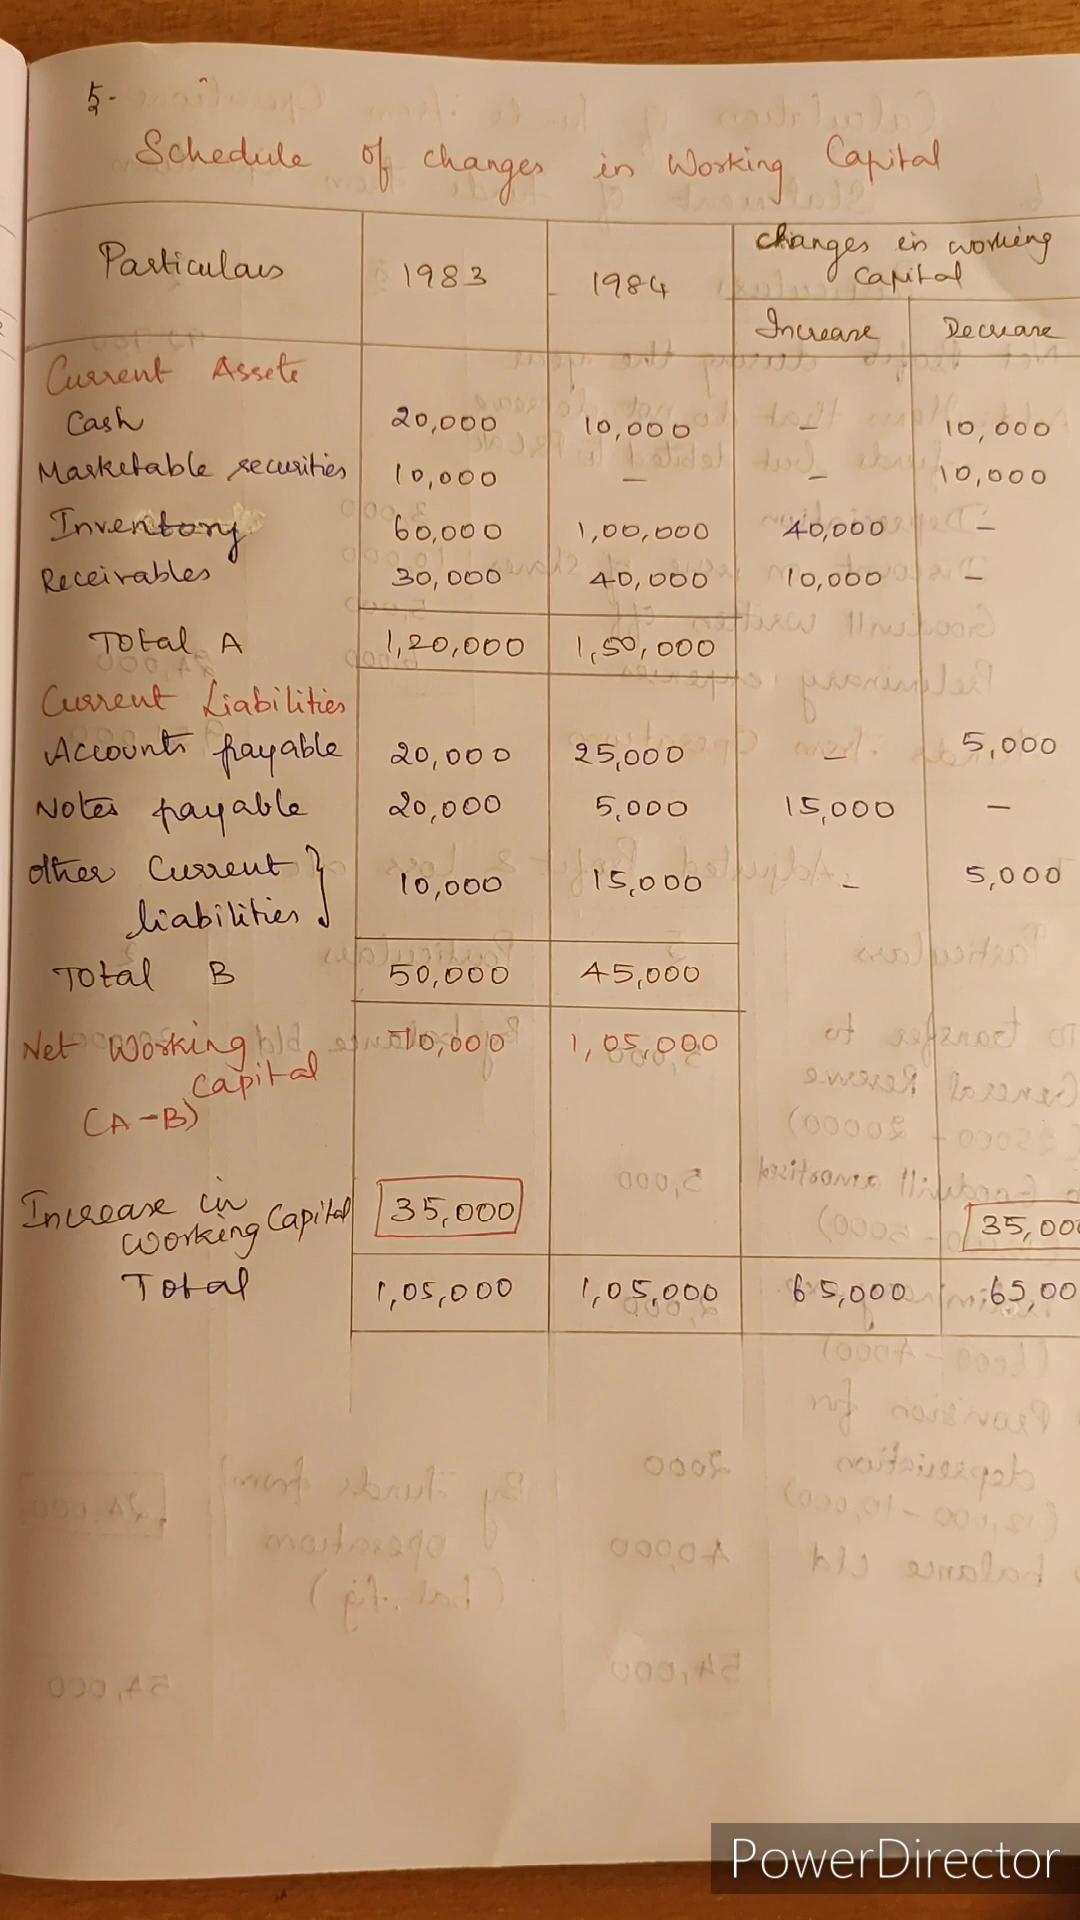 5-
Schedule of changes in Working Capital
Particulars 1983 1984 changes in working capital
Increase Decrease
Current Assets
Cash 20,000 10,000 - 10,000
Marketable securities 10,000 - - 10,000
Inventory 60,000 1,00,000 40,000 -
Receivables 30,000 40,000 10,000 -
Total A 1,20,000 1,50,000
Current Liabilities
Accounts payable 20,000 25,000 - 5,000
Notes payable 20,000 5,000 15,000 -
other Current liabilities } 10,000 15,000 - 5,000
Total B 50,000 45,000
Net Working Capital 70,000 1,05,000
(A-B)
Increase in working Capital 35,000 35,000
Total 1,05,000 1,05,000 65,000 65,00
PowerDirector